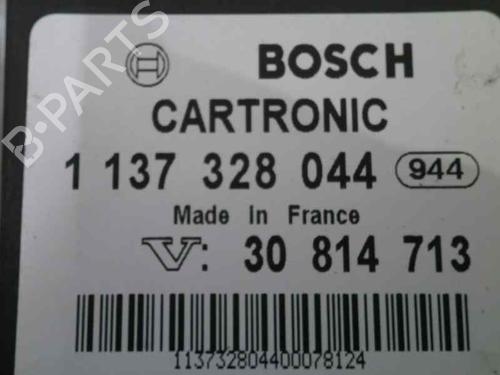 BOSCH
CARTRONIC
1 137 328 044 944
Made in France
V: 30 814 713
113732804400078124
B-PARTS